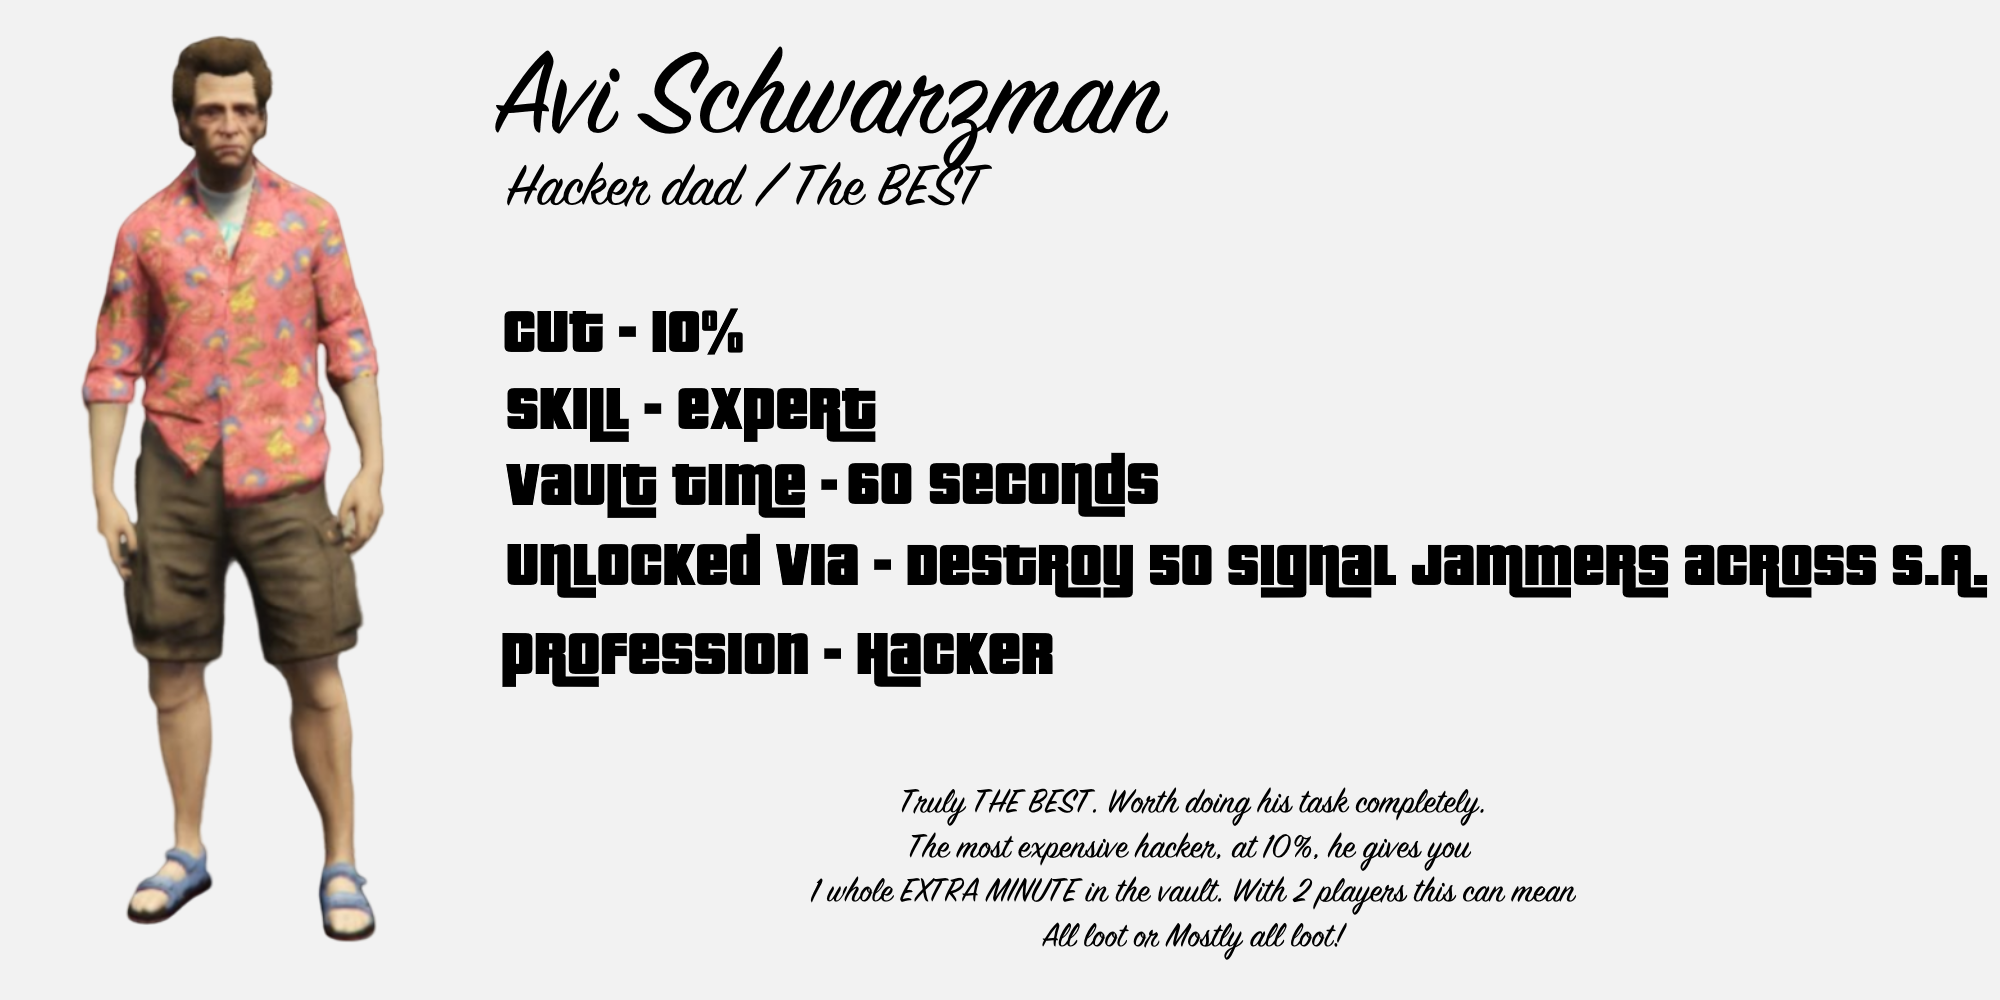 Avi Schwarzman
Hacker dad / The BEST
Cut - 10%
Skill - Expert
Vault time - 60 seconds
Unlocked via - Destroy 50 signal jammers across S.A.
Profession - Hacker
Truly THE BEST. Worth doing his task completely.
The most expensive hacker, at 10%, he gives you
1 whole EXTRA MINUTE in the vault. With 2 players this can mean
All loot or Mostly all loot!